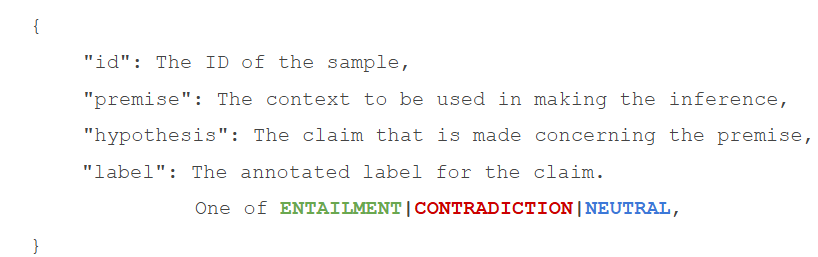 {
"id": The ID of the sample,
"premise": The context to be used in making the inference,
"hypothesis": The claim that is made concerning the premise,
"label": The annotated label for the claim.
One of ENTAILMENT|CONTRADICTION|NEUTRAL,
}